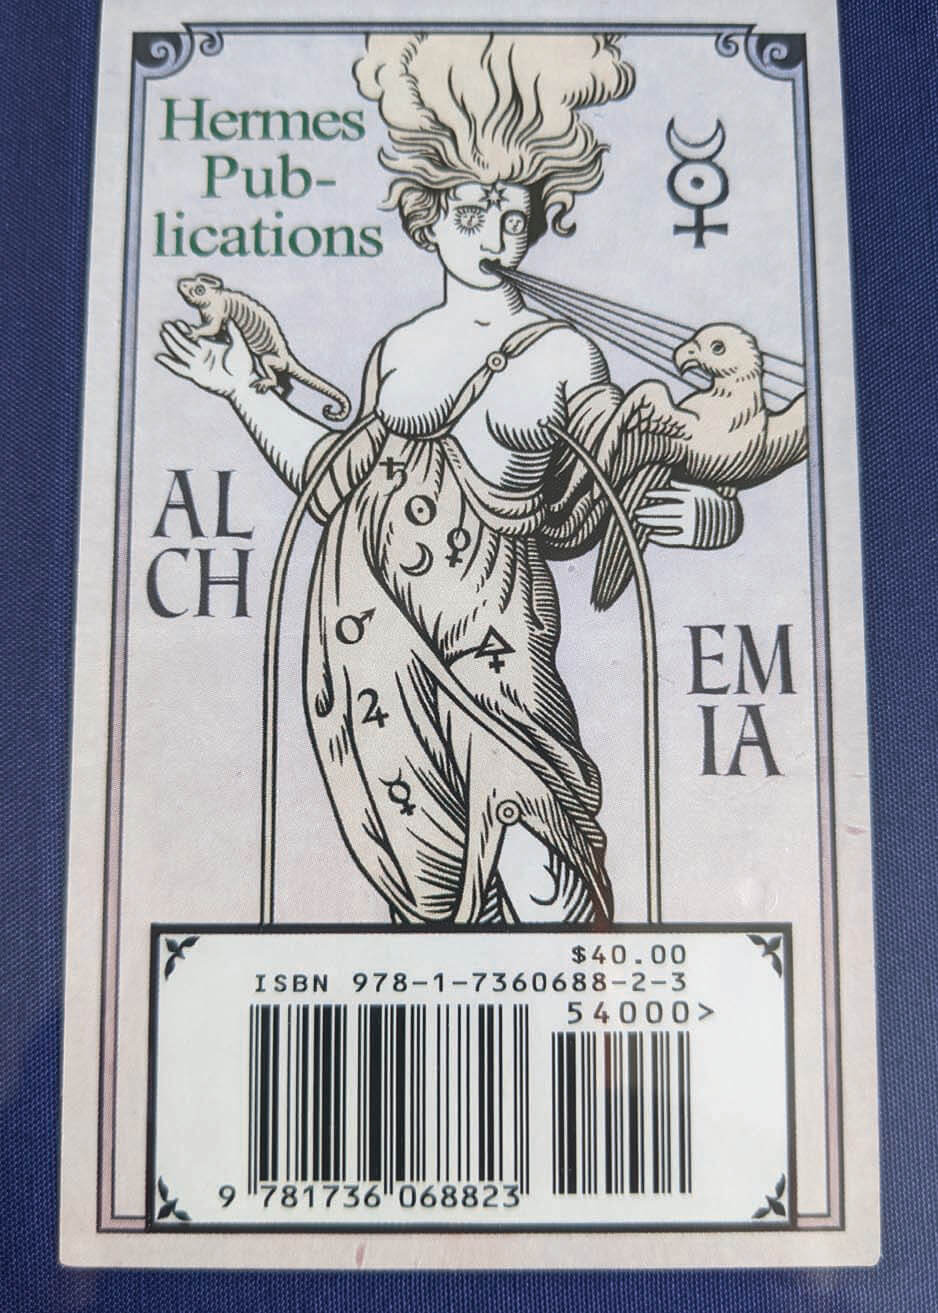 Hermes
Pub-
lications
AL
CH
EM
IA
$40.00
ISBN 978-1-7360688-2-3
54000>
9 781736 068823